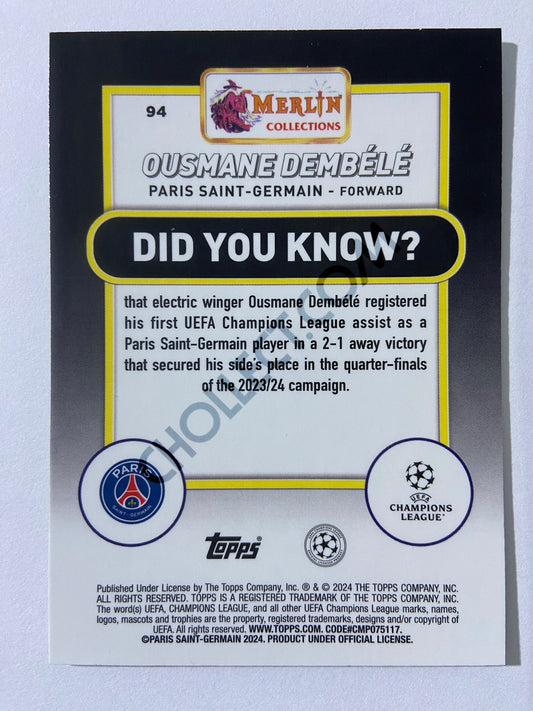 94
MERLIN
COLLECTIONS
OUSMANE DEMBÉLÉ
PARIS SAINT-GERMAIN - FORWARD
DID YOU KNOW?
that electric winger Ousmane Dembélé registered
his first UEFA Champions League assist as a
Paris Saint-Germain player in a 2-1 away victory
that secured his side's place in the quarter-finals
of the 2023/24 campaign.
CHOLLECT.COM
PARIS
SAINT-GERMAIN
UEFA
CHAMPIONS
LEAGUE
Topps
Published Under License by The Topps Company, Inc. ® & © 2024 THE TOPPS COMPANY, INC.
ALL RIGHTS RESERVED. TOPPS IS A REGISTERED TRADEMARK OF THE TOPPS COMPANY, INC.
The word(s) UEFA, CHAMPIONS LEAGUE, and all other UEFA Champions League marks, names,
logos, mascots and trophies are the property, registered trademarks, designs and/or copyright of
UEFA. All rights reserved. WWW.TOPPS.COM. CODE#CMP075117.
©PARIS SAINT-GERMAIN 2024. PRODUCT UNDER OFFICIAL LICENSE.